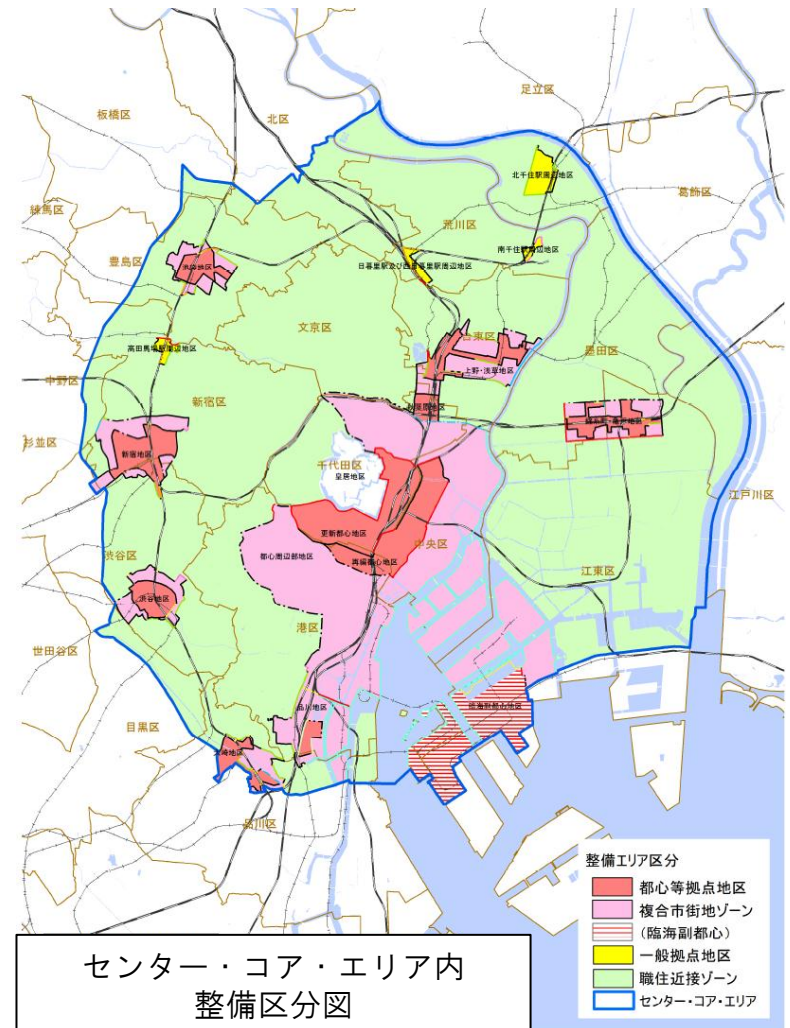 足立区
板橋区
北区
北千住駅周辺地区
葛飾区
練馬区
荒川区
豊島区
南千住駅周辺地区
池袋地区
日暮里駅及び西日暮里駅周辺地区
文京区
台東区
高田馬場駅周辺地区
墨田区
上野・浅草地区
中野区
新宿区
秋葉原地区
錦糸町・亀戸地区
杉並区
新宿地区
千代田区
皇居地区
江戸川区
更新都心地区
中央区
渋谷区
都心周辺部地区
再編都心地区
江東区
渋谷地区
港区
世田谷区
品川地区
臨海副都心地区
目黒区
大崎地区
品川区
整備エリア区分
都心等拠点地区
複合市街地ゾーン
(臨海副都心)
一般拠点地区
職住近接ゾーン
センター・コア・エリア
センター・コア・エリア内
整備区分図